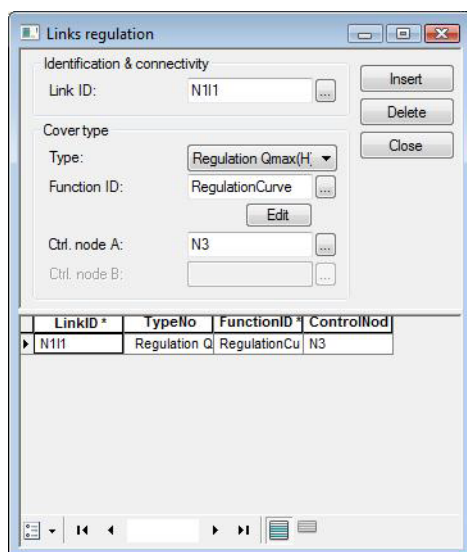 Links regulation
Identification & connectivity
Link ID: N1l1 ...
Insert
Delete
Close
Cover type
Type: Regulation Qmax(H)
Function ID: RegulationCurve ...
Edit
Ctrl. node A: N3 ...
Ctrl. node B: ...
LinkID * TypeNo FunctionID * ControlNod
N1l1 Regulation Q RegulationCu N3